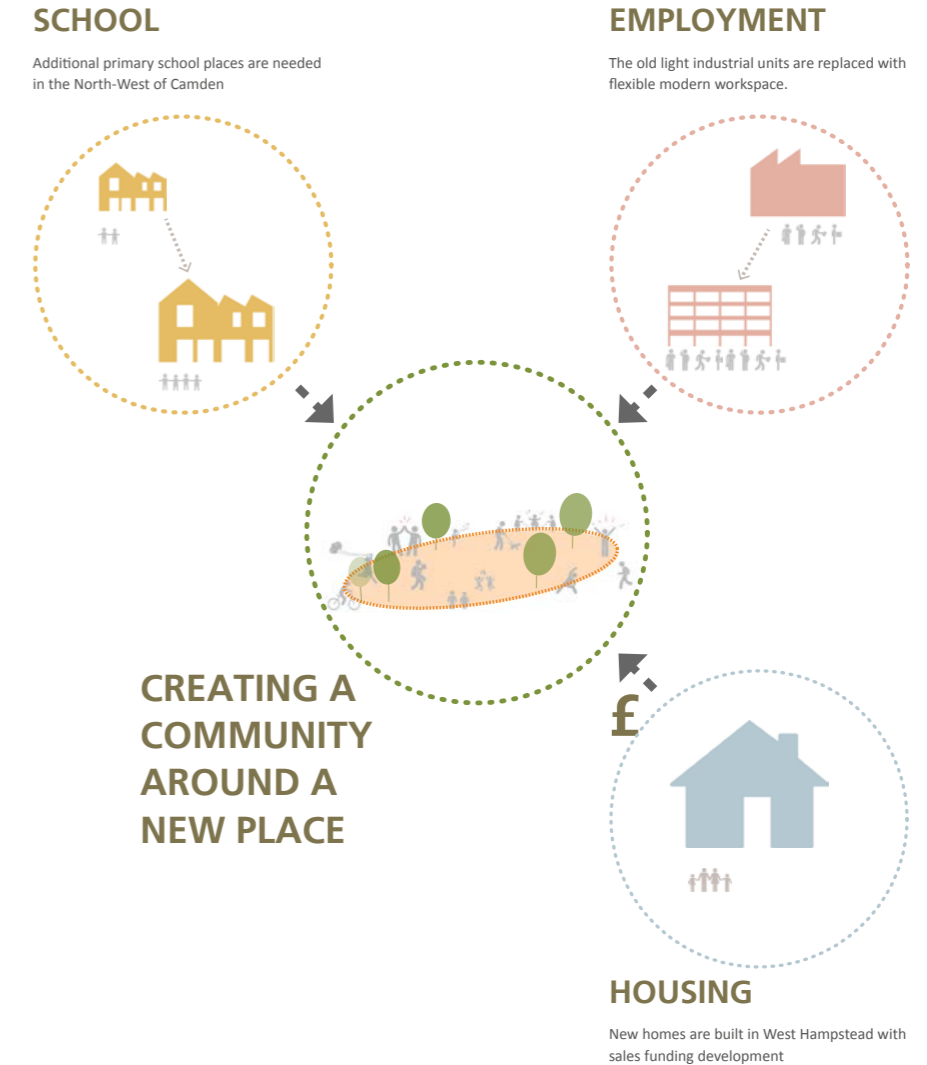 SCHOOL
Additional primary school places are needed
in the North-West of Camden
EMPLOYMENT
The old light industrial units are replaced with
flexible modern workspace.
CREATING A
COMMUNITY
AROUND A
NEW PLACE
£
HOUSING
New homes are built in West Hampstead with
sales funding development